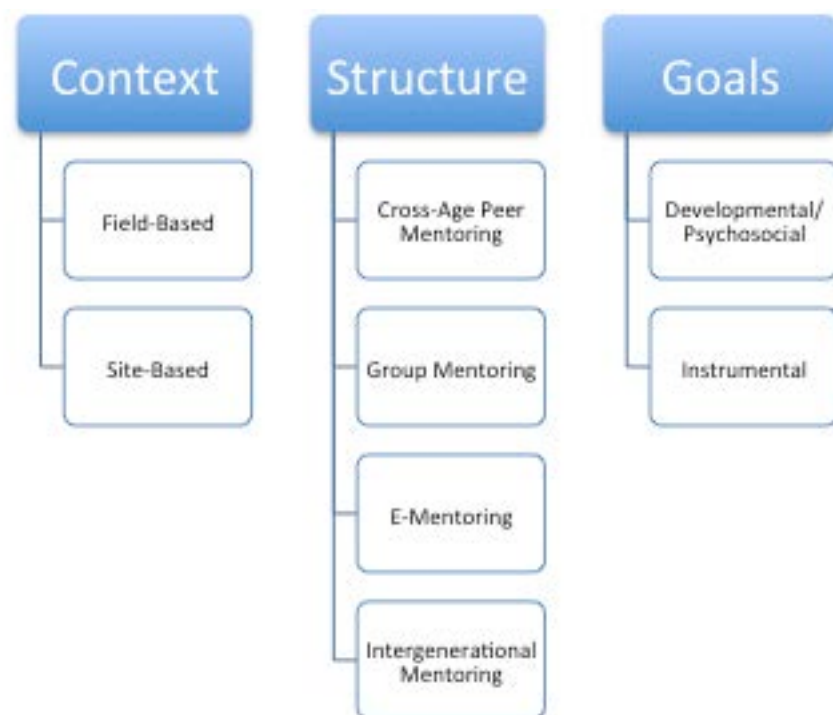 Context
Field-Based
Site-Based
Structure
Cross-Age Peer
Mentoring
Group Mentoring
E-Mentoring
Intergenerational
Mentoring
Goals
Developmental/
Psychosocial
Instrumental